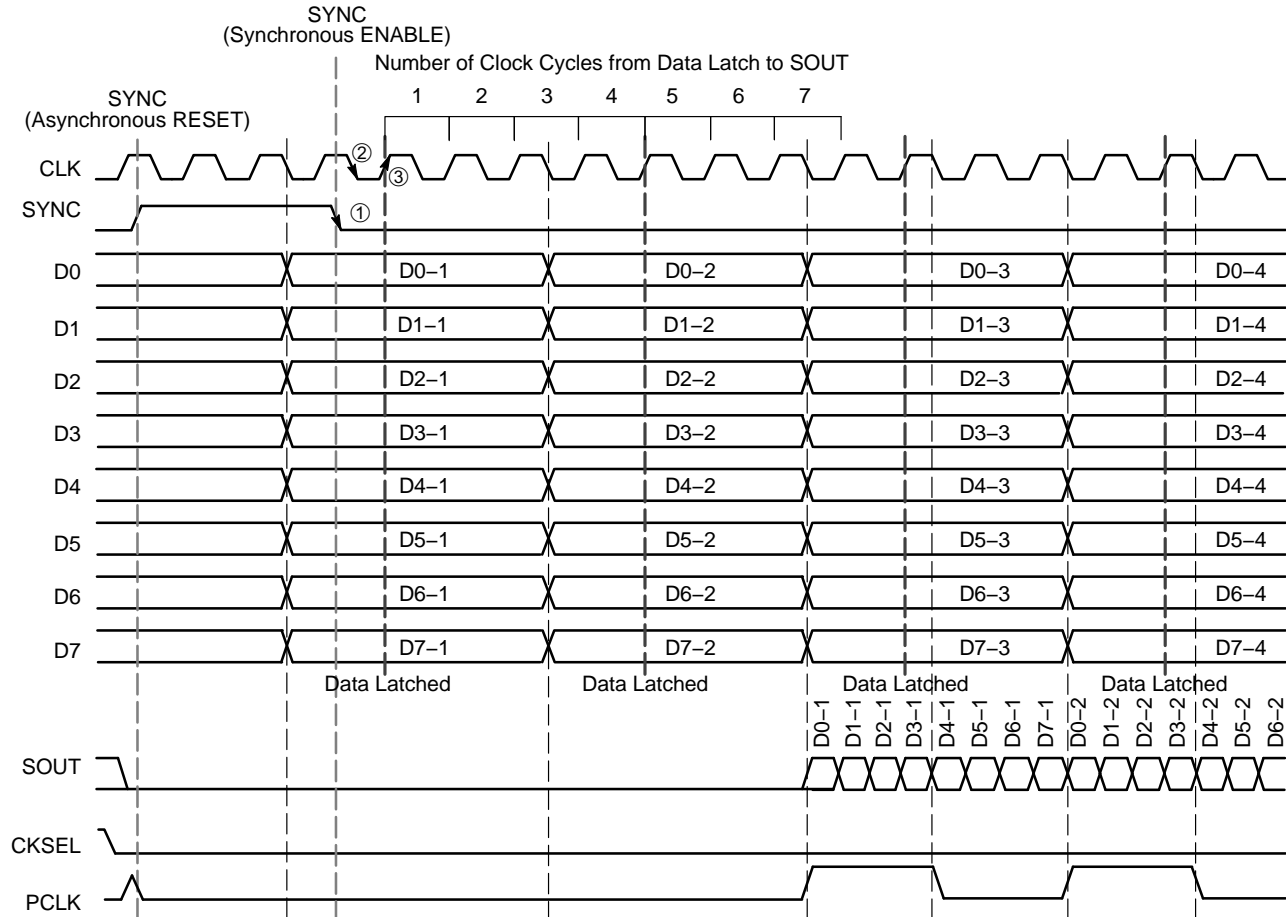 SYNC
(Synchronous ENABLE)
Number of Clock Cycles from Data Latch to SOUT
1 2 3 4 5 6 7
SYNC
(Asynchronous RESET)
CLK
② ③
SYNC
①
D0 D0−1 D0−2 D0−3 D0−4
D1 D1−1 D1−2 D1−3 D1−4
D2 D2−1 D2−2 D2−3 D2−4
D3 D3−1 D3−2 D3−3 D3−4
D4 D4−1 D4−2 D4−3 D4−4
D5 D5−1 D5−2 D5−3 D5−4
D6 D6−1 D6−2 D6−3 D6−4
D7 D7−1 D7−2 D7−3 D7−4
Data Latched Data Latched Data Latched Data Latched
D0−1 D1−1 D2−1 D3−1 D4−1 D5−1 D6−1 D7−1 D0−2 D1−2 D2−2 D3−2 D4−2 D5−2 D6−2
SOUT
CKSEL
PCLK